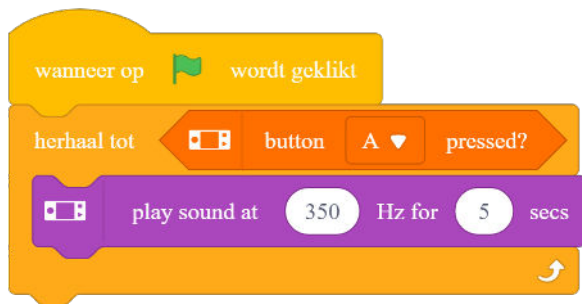 wanneer op wordt geklikt
herhaal tot button A pressed?
play sound at 350 Hz for 5 secs